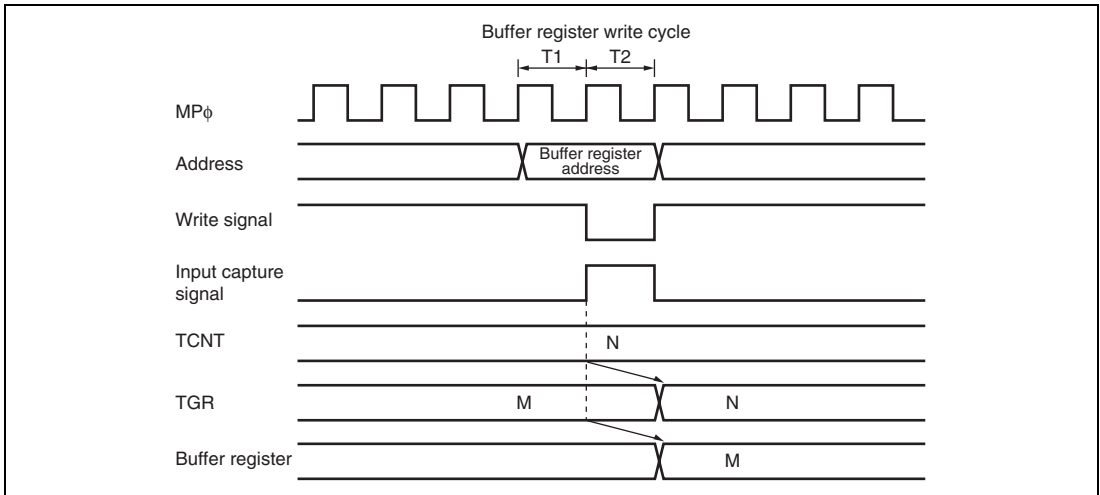 Buffer register write cycle
T1 T2
MPϕ
Address
Buffer register
address
Write signal
Input capture
signal
TCNT
N
TGR
M
N
Buffer register
M